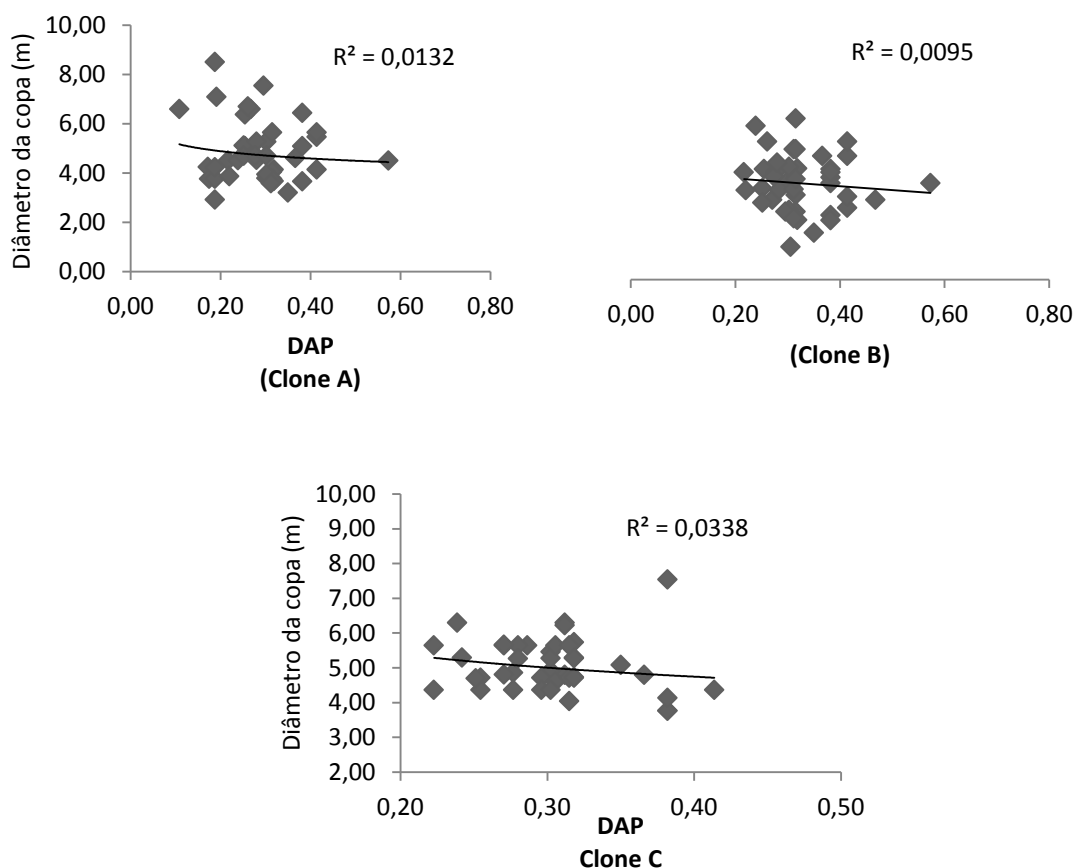 10,00
8,00
6,00
4,00
2,00
0,00
Diâmetro da copa (m)
R² = 0,0132
0,00 0,20 0,40 0,60 0,80
DAP
(Clone A)
R² = 0,0095
0,00 0,20 0,40 0,60 0,80
(Clone B)
10,00
9,00
8,00
7,00
6,00
5,00
4,00
3,00
2,00
Diâmetro da copa (m)
R² = 0,0338
0,20 0,30 0,40 0,50
DAP
Clone C